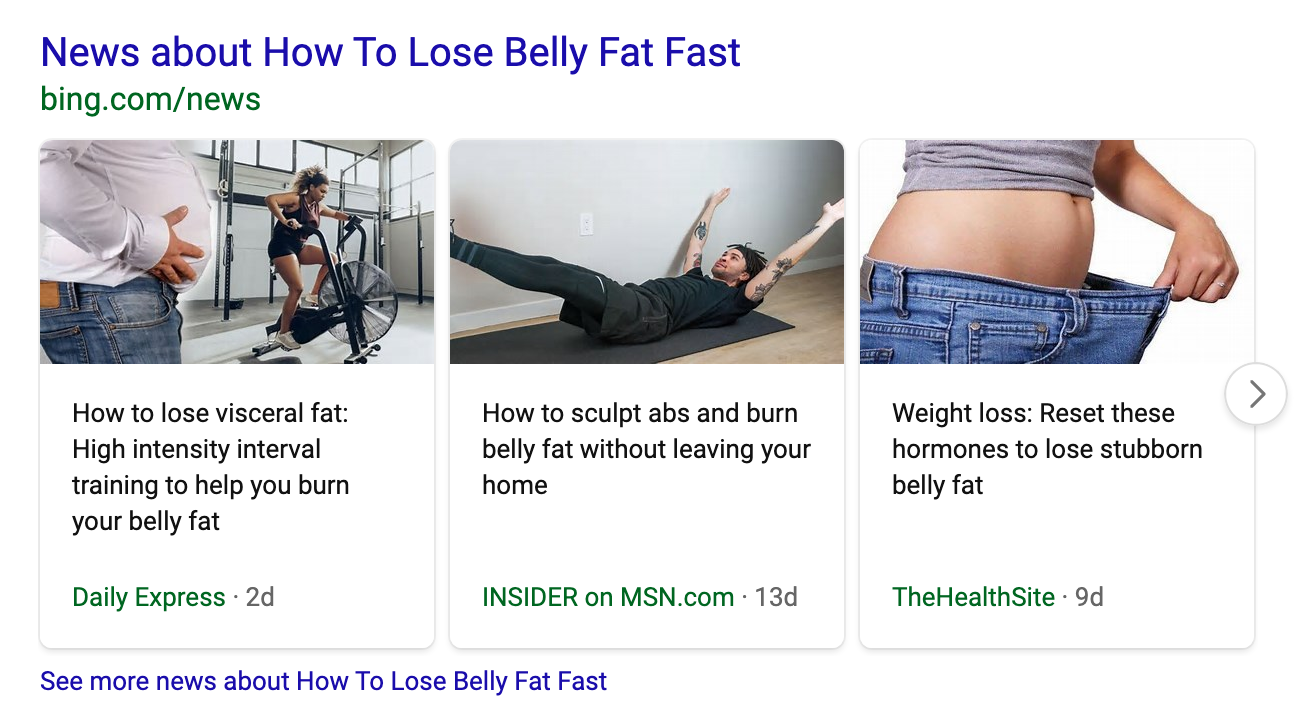 News about How To Lose Belly Fat Fast
bing.com/news
How to lose visceral fat:
High intensity interval
training to help you burn
your belly fat
Daily Express · 2d
How to sculpt abs and burn
belly fat without leaving your
home
INSIDER on MSN.com · 13d
Weight loss: Reset these
hormones to lose stubborn
belly fat
TheHealthSite · 9d
See more news about How To Lose Belly Fat Fast